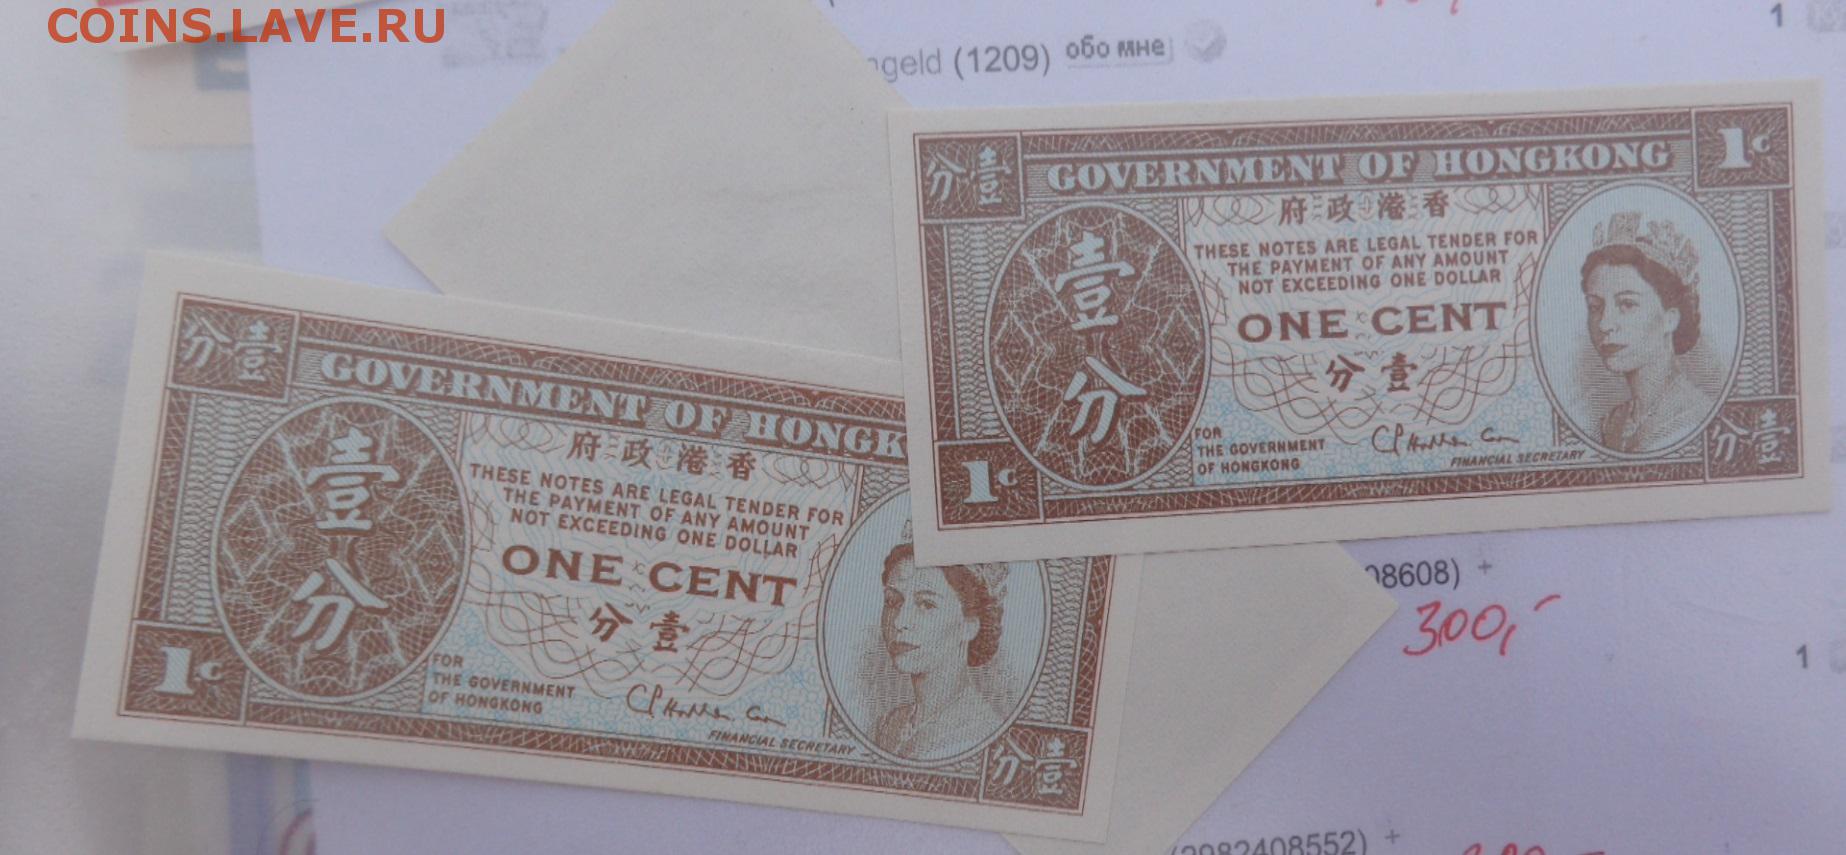 COINS.LAVE.RU
1
(1209) обо мне
分壹
GOVERNMENT OF HONGKONG
1c
府政港香
THESE NOTES ARE LEGAL TENDER FOR
THE PAYMENT OF ANY AMOUNT
NOT EXCEEDING ONE DOLLAR
壹分
ONE CENT
分壹
FOR
THE GOVERNMENT
OF HONGKONG
FINANCIAL SECRETARY
1c
分壹
分壹
GOVERNMENT OF HONGK
府政港香
THESE NOTES ARE LEGAL TENDER FOR
THE PAYMENT OF ANY AMOUNT
NOT EXCEEDING ONE DOLLAR
壹分
ONE CENT
分壹
1c
FOR
THE GOVERNMENT
OF HONGKONG
FINANCIAL SECRETARY
分壹
08608) +
300,-
1
(2982408552) +